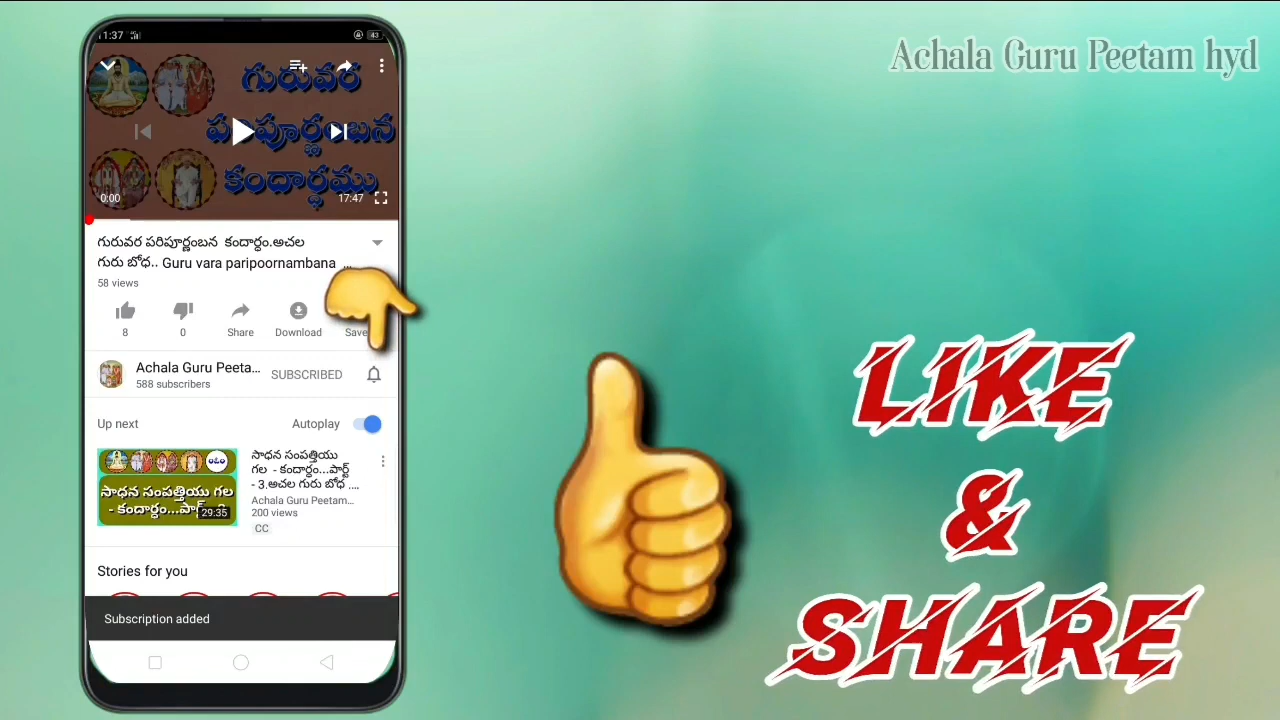 11:37
43
Achala Guru Peetam hyd
గురువర
పరిపూర్ణంబన
కందార్థము
0:00
17:47
గురువర పరిపూర్ణంబన కందార్థం.అచల
గురు బోధ.. Guru vara paripoornambana ...
58 views
8
0
Share
Download
Save
Achala Guru Peeta...
SUBSCRIBED
588 subscribers
Up next
Autoplay
సాధన సంపత్తియు గల
- కందార్థం...పార్ట్
29:35
సాధన సంపత్తియు
గల - కందార్థం...పార్ట్
- 3.అచల గురు బోధ ....
Achala Guru Peetam...
200 views
CC
Stories for you
Subscription added
LIKE
&
SHARE